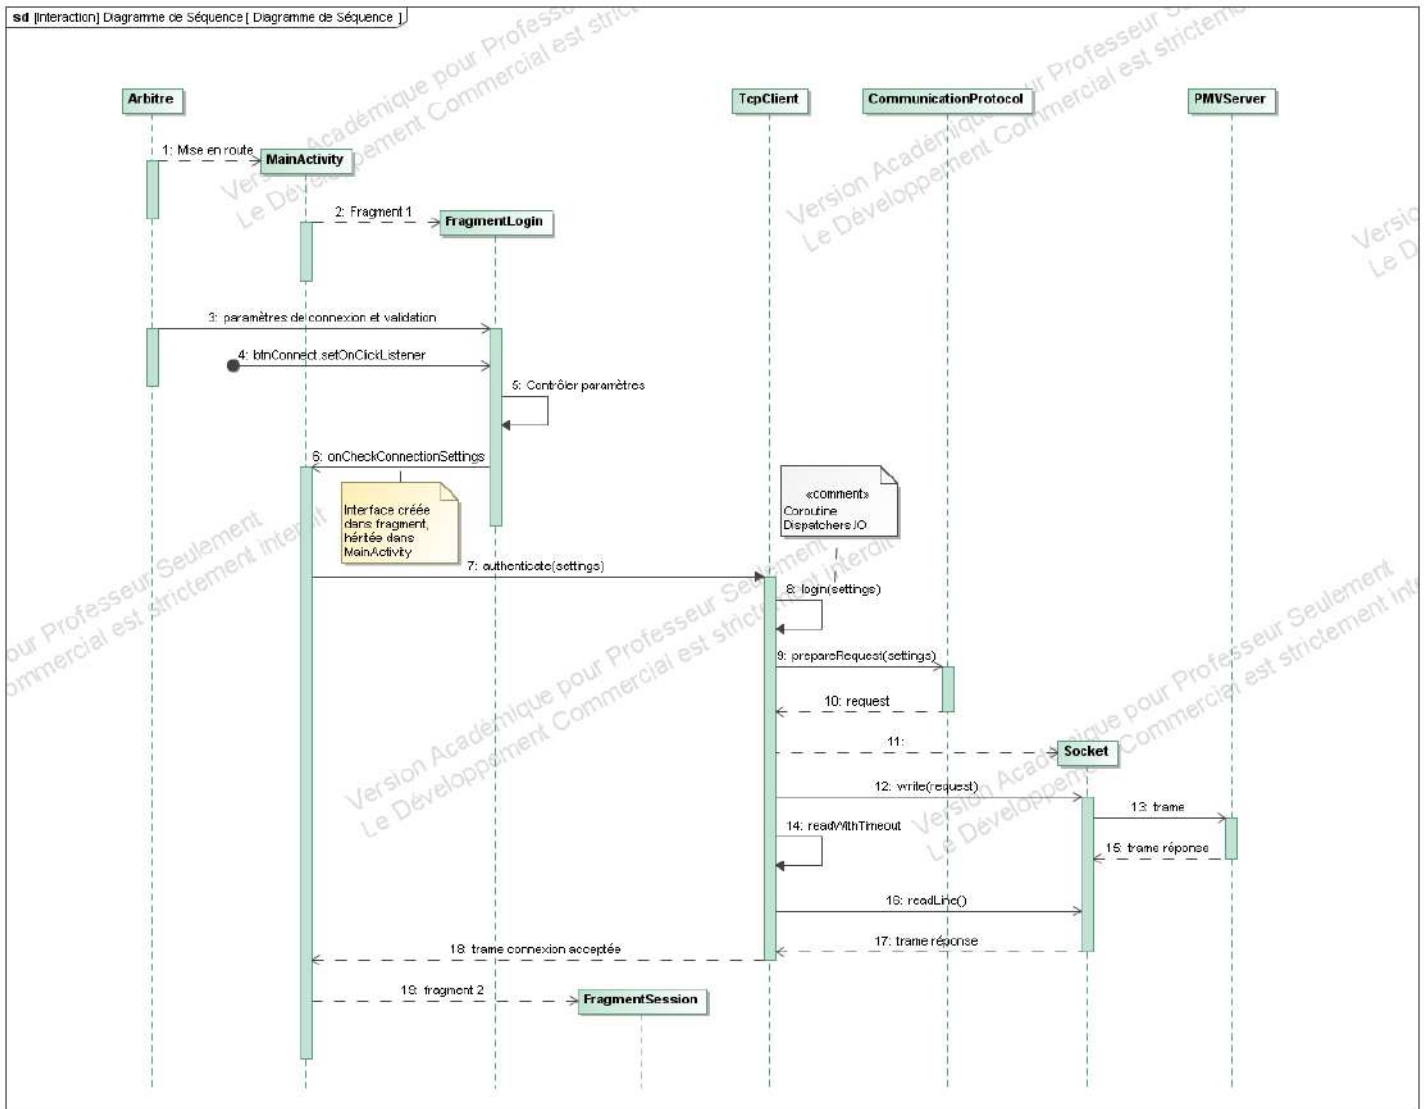 sd [Interaction] Diagramme de Séquence [ Diagramme de Séquence ]
Version Académique pour Professeur Seulement
Le Développement Commercial est strictement interdit
Arbitre
TcpClient
CommunicationProtocol
PMVServer
1: Mise en route
MainActivity
2: Fragment 1
FragmentLogin
3: paramètres de connexion et validation
4: btnConnect.setOnClickListener
5: Contrôler paramètres
6: onCheckConnectionSettings
Interface créée
dans fragment,
héritée dans
MainActivity
«comment»
Coroutine
Dispatchers.IO
7: authenticate(settings)
8: login(settings)
9: prepareRequest(settings)
10: request
11:
Socket
12: write(request)
13: trame
14: readWithTimeout
15: trame réponse
16: readLine()
17: trame réponse
18: trame connexion acceptée
19: fragment 2
FragmentSession